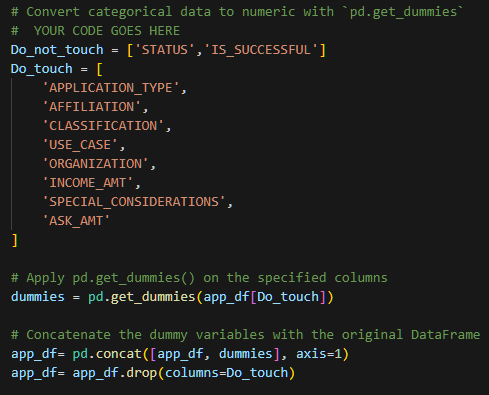 # Convert categorical data to numeric with `pd.get_dummies`
#  YOUR CODE GOES HERE
Do_not_touch = ['STATUS','IS_SUCCESSFUL']
Do_touch = [
    'APPLICATION_TYPE',
    'AFFILIATION',
    'CLASSIFICATION',
    'USE_CASE',
    'ORGANIZATION',
    'INCOME_AMT',
    'SPECIAL_CONSIDERATIONS',
    'ASK_AMT'
]
# Apply pd.get_dummies() on the specified columns
dummies = pd.get_dummies(app_df[Do_touch])
# Concatenate the dummy variables with the original DataFrame
app_df= pd.concat([app_df, dummies], axis=1)
app_df= app_df.drop(columns=Do_touch)